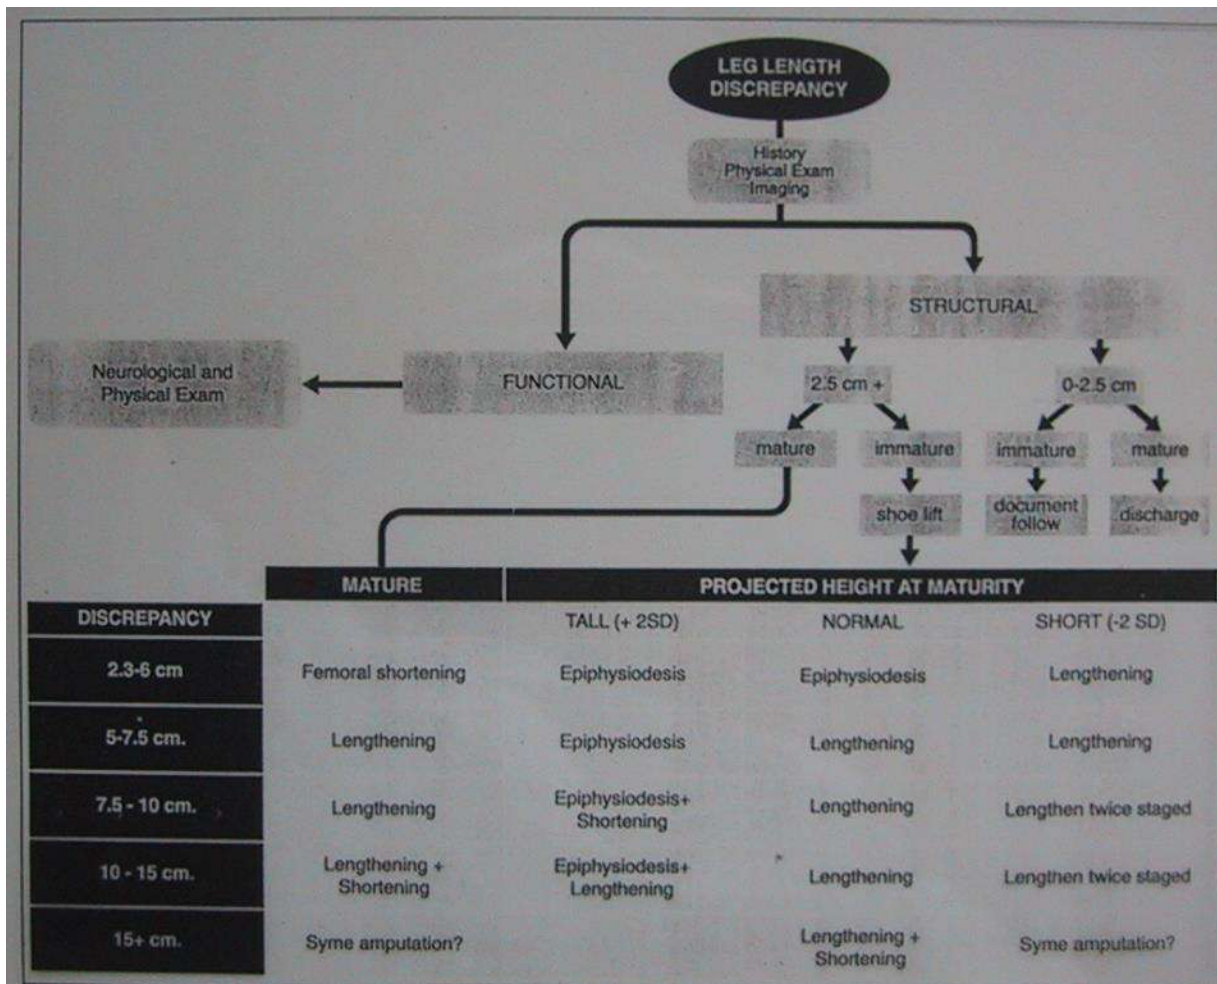 LEG LENGTH
DISCREPANCY
History
Physical Exam
Imaging
STRUCTURAL
Neurological and
Physical Exam
FUNCTIONAL
2.5 cm +
0-2.5 cm
mature
immature
immature
mature
shoe lift
document
follow
discharge
MATURE
PROJECTED HEIGHT AT MATURITY
DISCREPANCY
TALL (+ 2SD)
NORMAL
SHORT (-2 SD)
2.3-6 cm
Femoral shortening
Epiphysiodesis
Epiphysiodesis
Lengthening
5-7.5 cm.
Lengthening
Epiphysiodesis
Lengthening
Lengthening
7.5 - 10 cm.
Lengthening
Epiphysiodesis+
Shortening
Lengthening
Lengthen twice staged
10 - 15 cm.
Lengthening +
Shortening
Epiphysiodesis+
Lengthening
Lengthening
Lengthen twice staged
15+ cm.
Syme amputation?
Lengthening +
Shortening
Syme amputation?